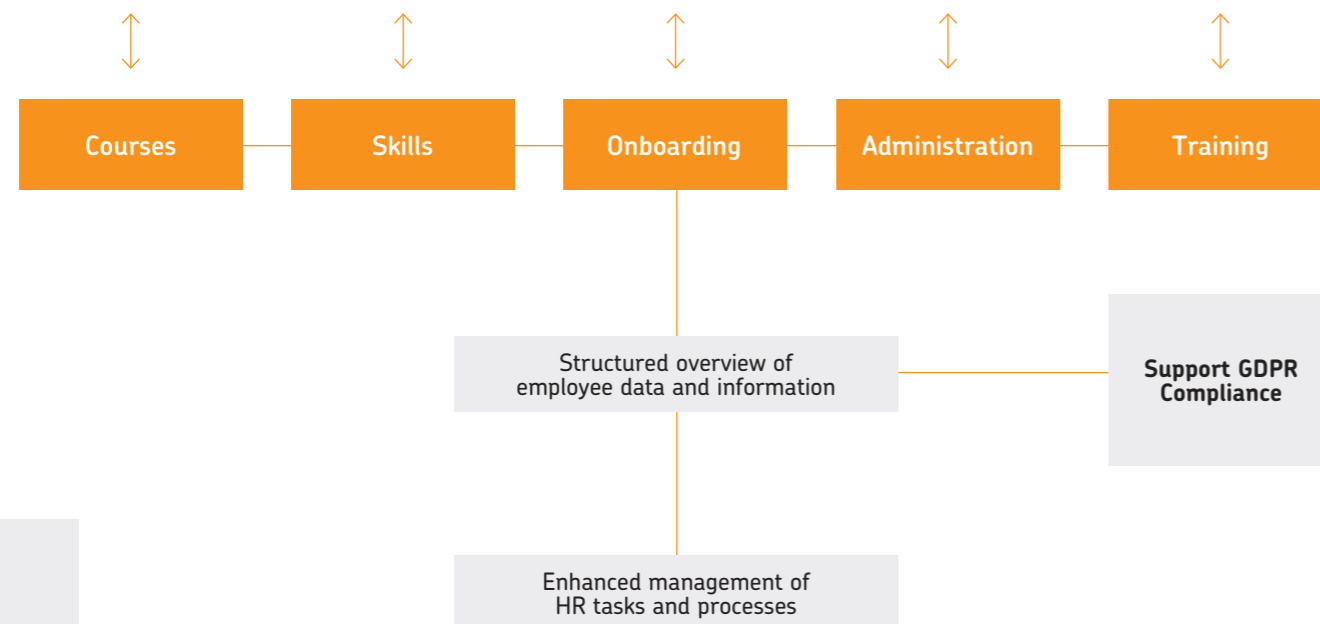 Courses
Skills
Onboarding
Administration
Training
Structured overview of
employee data and information
Support GDPR
Compliance
Enhanced management of
HR tasks and processes